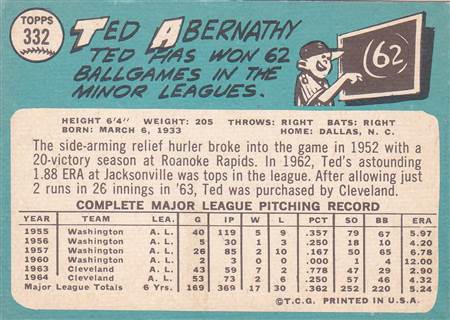 TOPPS
332
TED ABERNATHY
TED HAS WON 62
BALLGAMES IN THE
MINOR LEAGUES.
62
HEIGHT 6'4" WEIGHT: 205 THROWS: RIGHT BATS: RIGHT
BORN: MARCH 6, 1933 HOME: DALLAS, N. C.
The side-arming relief hurler broke into the game in 1952 with a
20-victory season at Roanoke Rapids. In 1962, Ted's astounding
1.88 ERA at Jacksonville was tops in the league. After allowing just
2 runs in 26 innings in '63, Ted was purchased by Cleveland.
COMPLETE MAJOR LEAGUE PITCHING RECORD
YEAR TEAM LEA. G IP W L PCT SO BB ERA
1955 Washington A. L. 40 119 5 9 .357 79 67 5.97
1956 Washington A. L. 5 30 1 3 .250 18 10 4.20
1957 Washington A. L. 26 85 2 10 .167 50 65 6.78
1960 Washington A. L. 2 3 0 0 .000 1 4 12.00
1963 Cleveland A. L. 43 59 7 2 .778 47 29 2.90
1964 Cleveland A. L. 53 73 2 6 .250 57 46 4.32
Major League Totals 6 Yrs. 169 369 17 30 .362 252 220 5.24
©T.C.G. PRINTED IN U.S.A.